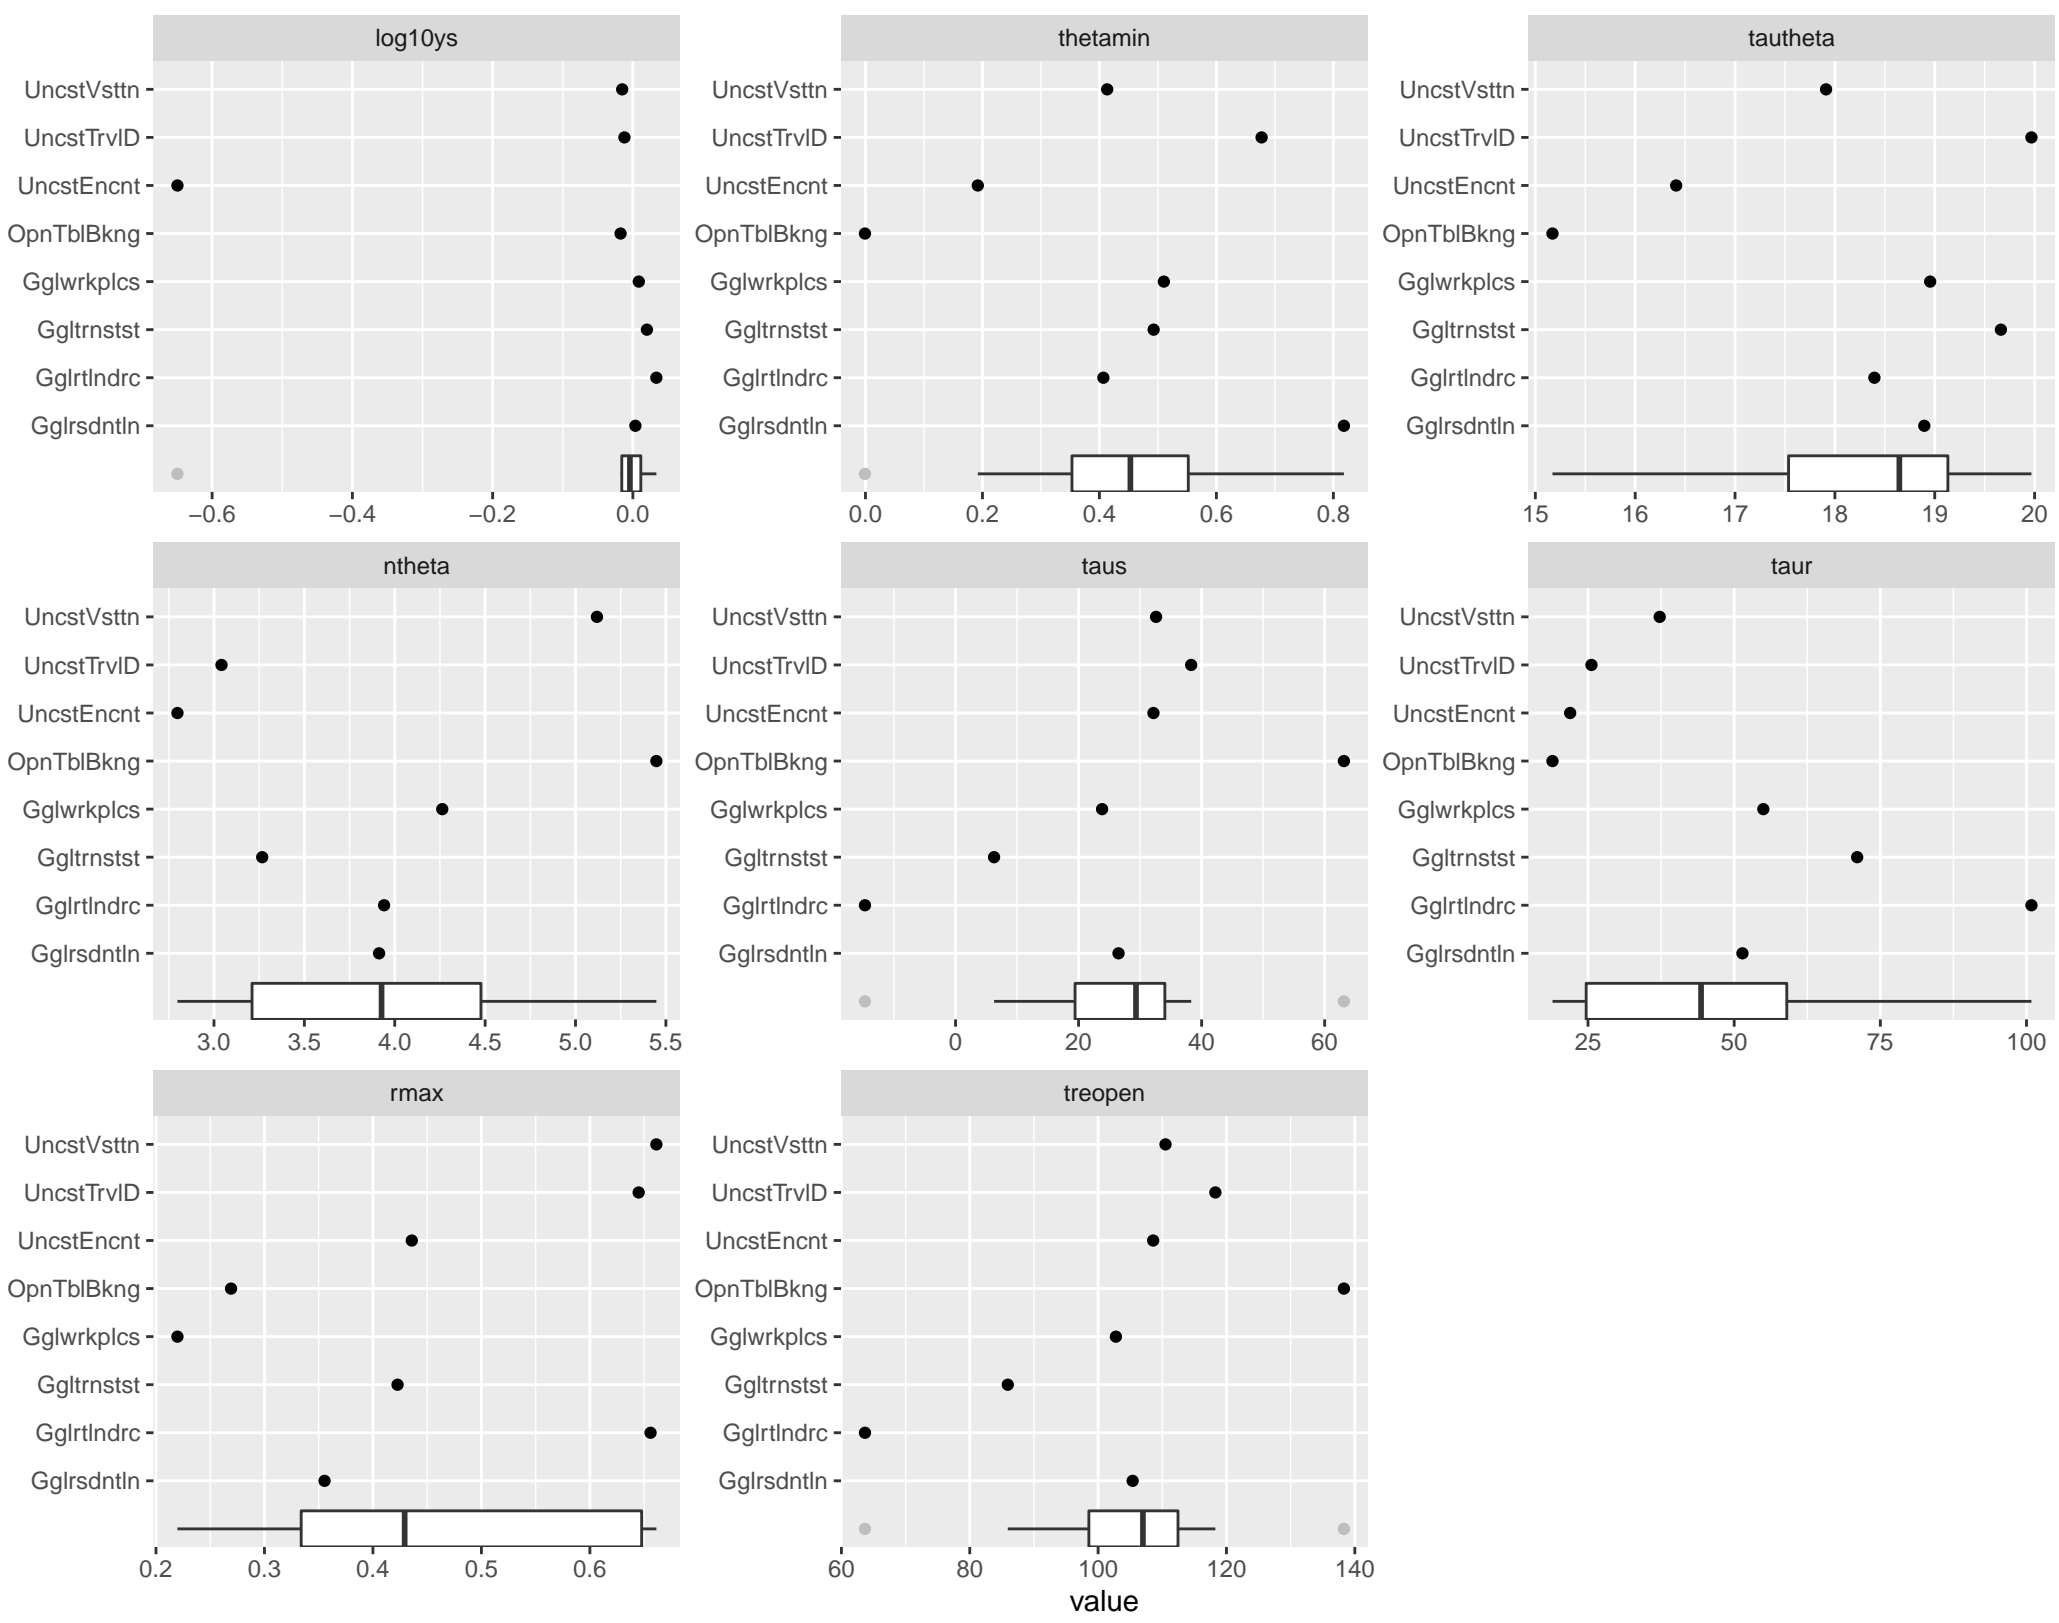 log10ys
thetamin
tautheta
UncstVsttn
UncstTrvlD
UncstEncnt
OpnTblBkng
Gglwrkplcs
Ggltrnstst
Gglrtlndrc
Gglrsdntln
−0.6 −0.4 −0.2 0.0
UncstVsttn
UncstTrvlD
UncstEncnt
OpnTblBkng
Gglwrkplcs
Ggltrnstst
Gglrtlndrc
Gglrsdntln
0.0 0.2 0.4 0.6 0.8
UncstVsttn
UncstTrvlD
UncstEncnt
OpnTblBkng
Gglwrkplcs
Ggltrnstst
Gglrtlndrc
Gglrsdntln
15 16 17 18 19 20
ntheta
taus
taur
UncstVsttn
UncstTrvlD
UncstEncnt
OpnTblBkng
Gglwrkplcs
Ggltrnstst
Gglrtlndrc
Gglrsdntln
3.0 3.5 4.0 4.5 5.0 5.5
UncstVsttn
UncstTrvlD
UncstEncnt
OpnTblBkng
Gglwrkplcs
Ggltrnstst
Gglrtlndrc
Gglrsdntln
0 20 40 60
UncstVsttn
UncstTrvlD
UncstEncnt
OpnTblBkng
Gglwrkplcs
Ggltrnstst
Gglrtlndrc
Gglrsdntln
25 50 75 100
rmax
treopen
UncstVsttn
UncstTrvlD
UncstEncnt
OpnTblBkng
Gglwrkplcs
Ggltrnstst
Gglrtlndrc
Gglrsdntln
0.2 0.3 0.4 0.5 0.6
UncstVsttn
UncstTrvlD
UncstEncnt
OpnTblBkng
Gglwrkplcs
Ggltrnstst
Gglrtlndrc
Gglrsdntln
60 80 100 120 140
value